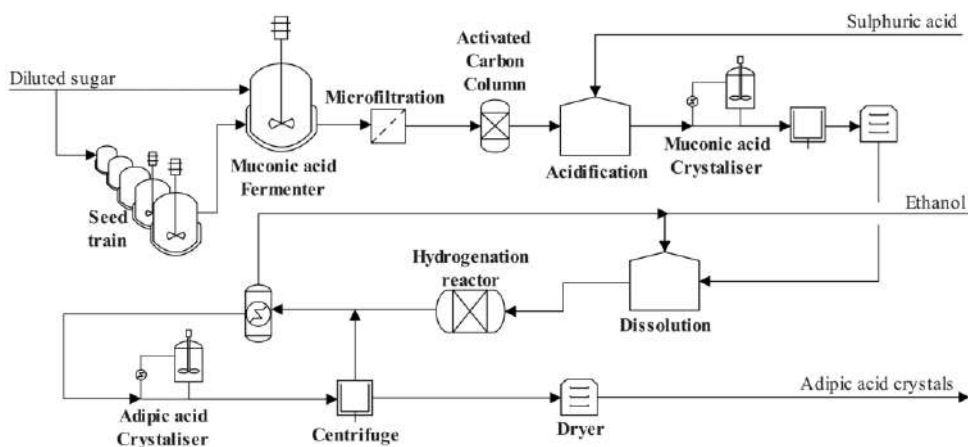 Sulphuric acid
Activated
Carbon
Column
Diluted sugar
Microfiltration
Muconic acid
Fermenter
Acidification
Muconic acid
Crystaliser
Seed
train
Ethanol
Hydrogenation
reactor
Dissolution
Adipic acid
Crystaliser
Centrifuge
Dryer
Adipic acid crystals